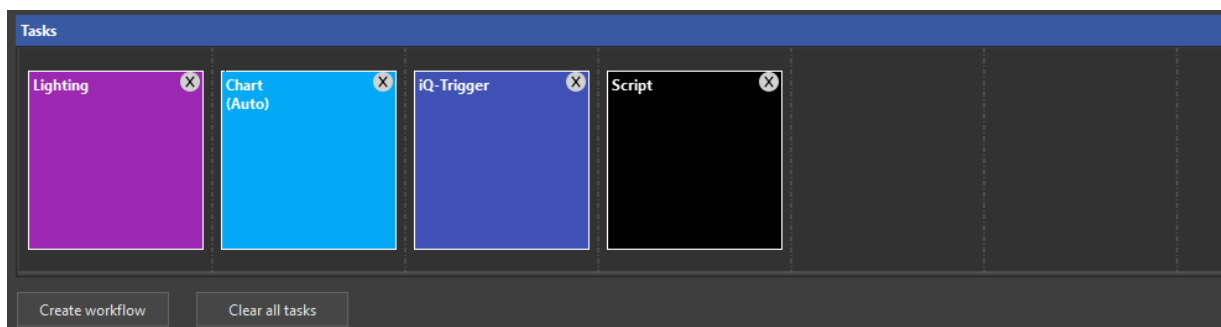 Tasks
Lighting X
Chart X
(Auto)
iQ-Trigger X
Script X
Create workflow
Clear all tasks